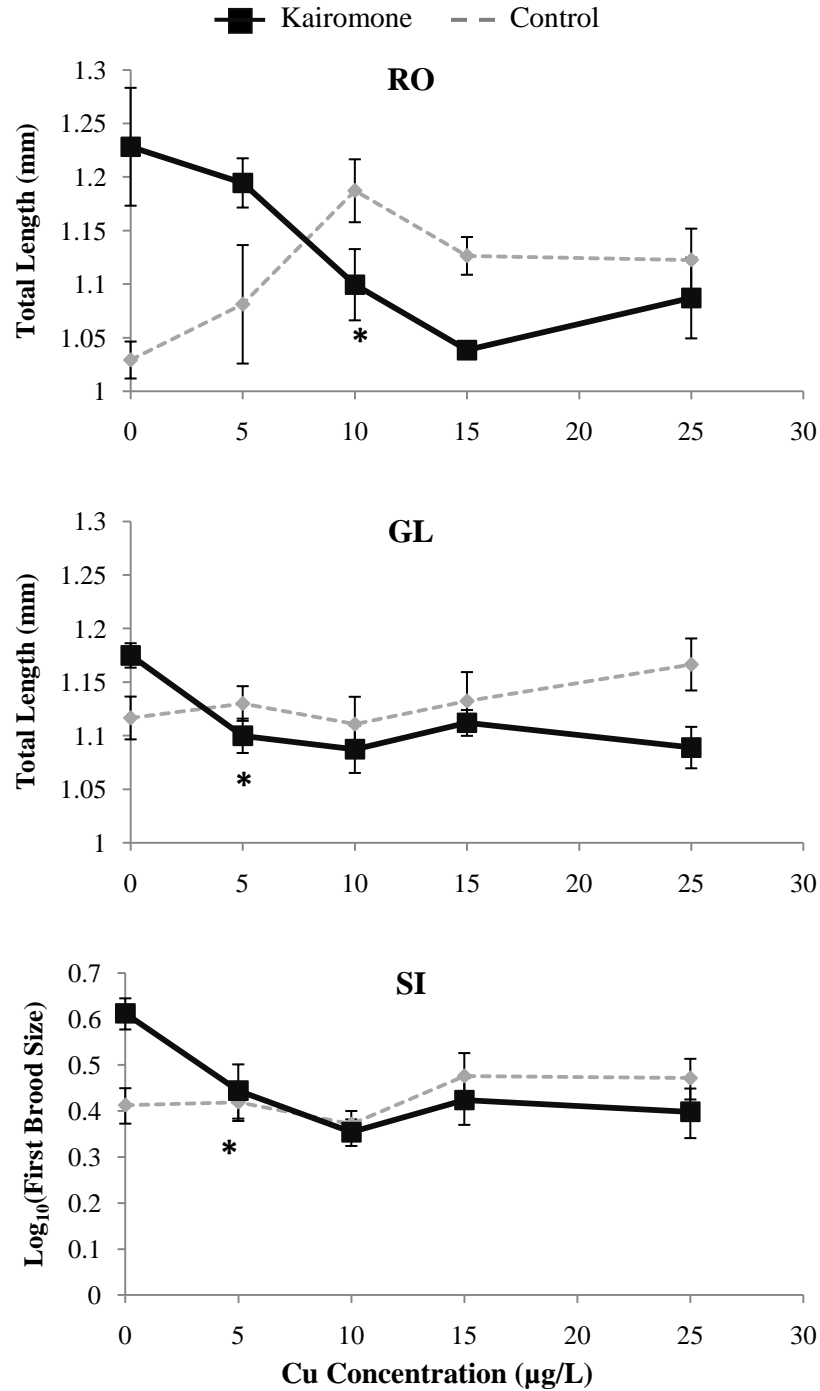 Kairomone Control
RO
Total Length (mm)
1.3
1.25
1.2
1.15
1.1
1.05
1
0 5 10 15 20 25 30
*
GL
Total Length (mm)
1.3
1.25
1.2
1.15
1.1
1.05
1
0 5 10 15 20 25 30
*
SI
Log₁₀(First Brood Size)
0.7
0.6
0.5
0.4
0.3
0.2
0.1
0
0 5 10 15 20 25 30
*
Cu Concentration (µg/L)